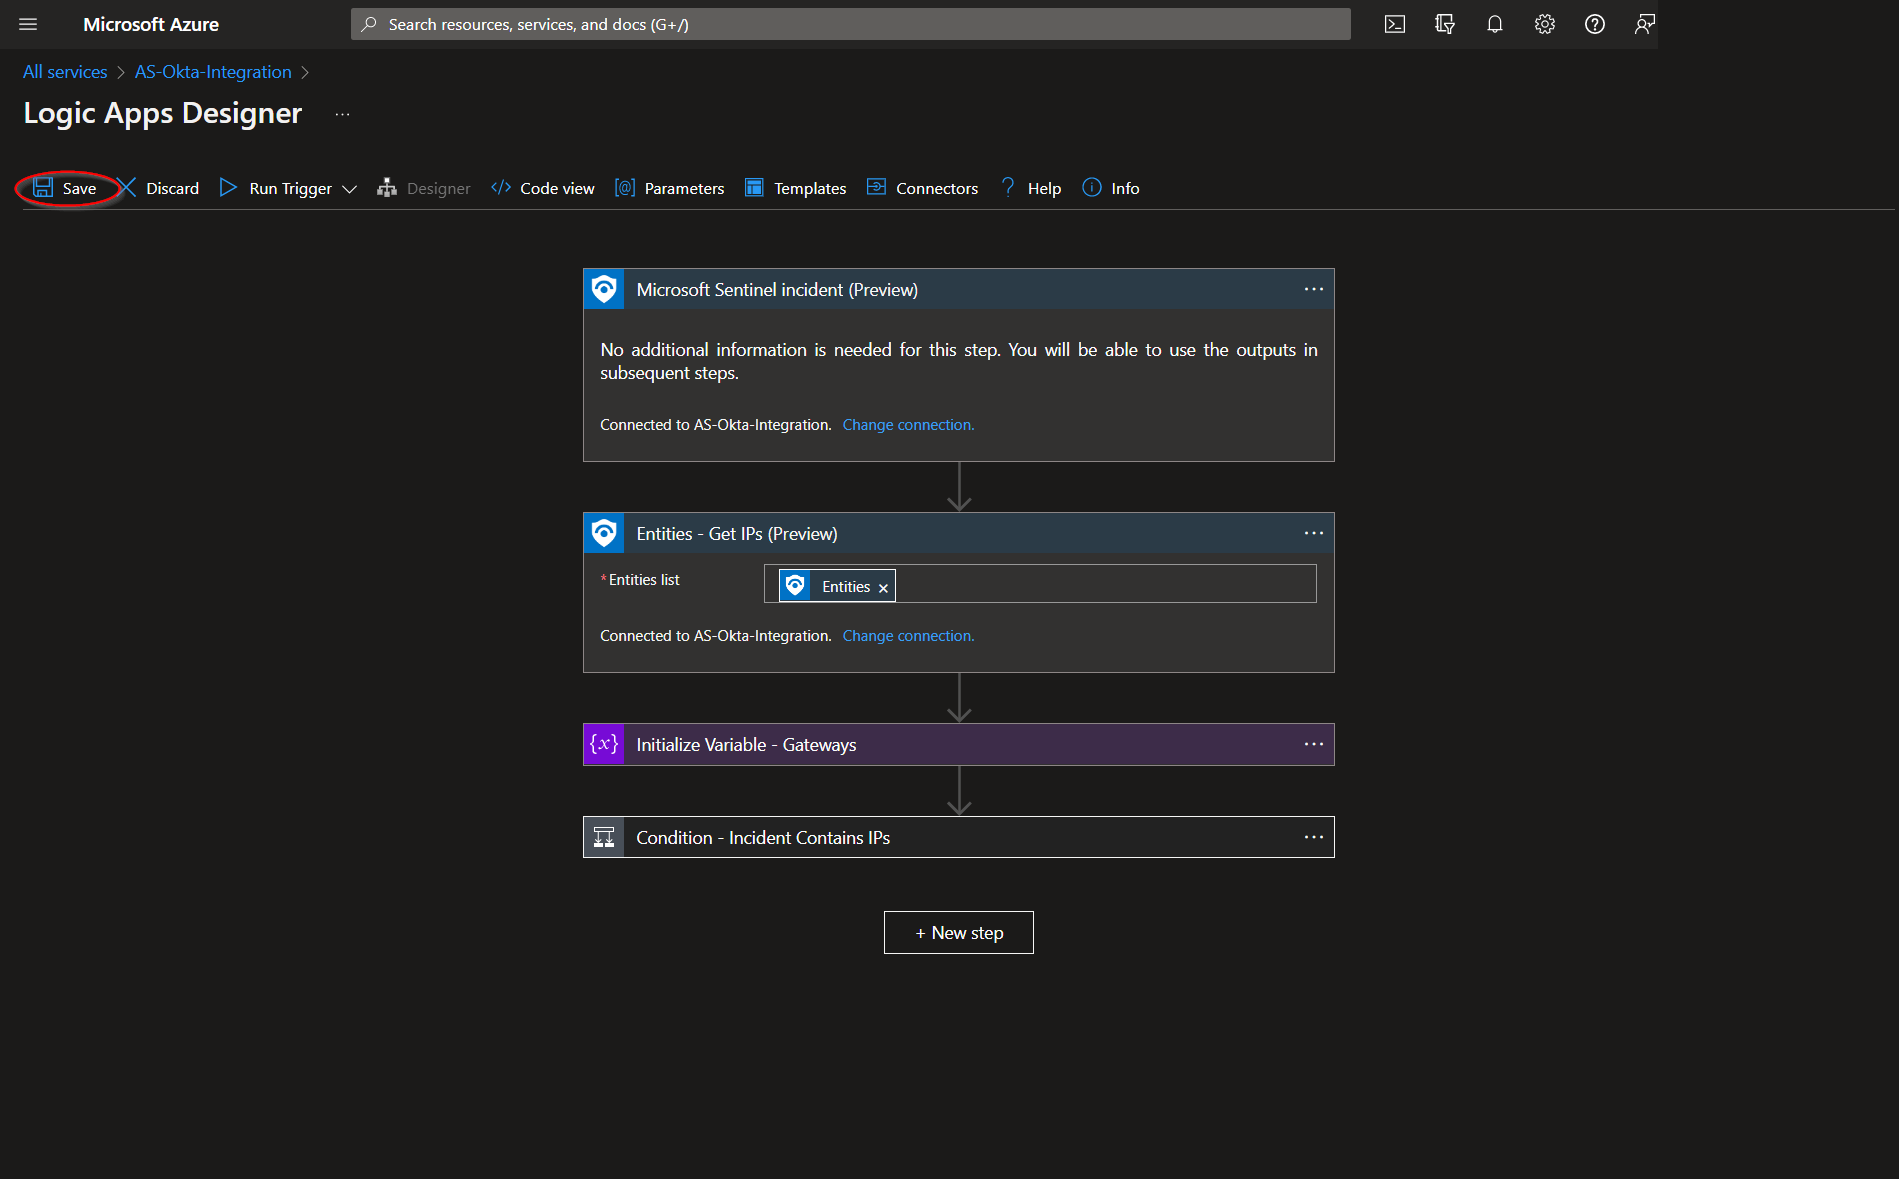 Microsoft Azure
Search resources, services, and docs (G+/)
All services > AS-Okta-Integration >
Logic Apps Designer ...
Save Discard Run Trigger Designer Code view Parameters Templates Connectors Help Info
Microsoft Sentinel incident (Preview) ...
No additional information is needed for this step. You will be able to use the outputs in
subsequent steps.
Connected to AS-Okta-Integration. Change connection.
Entities - Get IPs (Preview) ...
*Entities list Entities ×
Connected to AS-Okta-Integration. Change connection.
{x} Initialize Variable - Gateways ...
Condition - Incident Contains IPs ...
+ New step